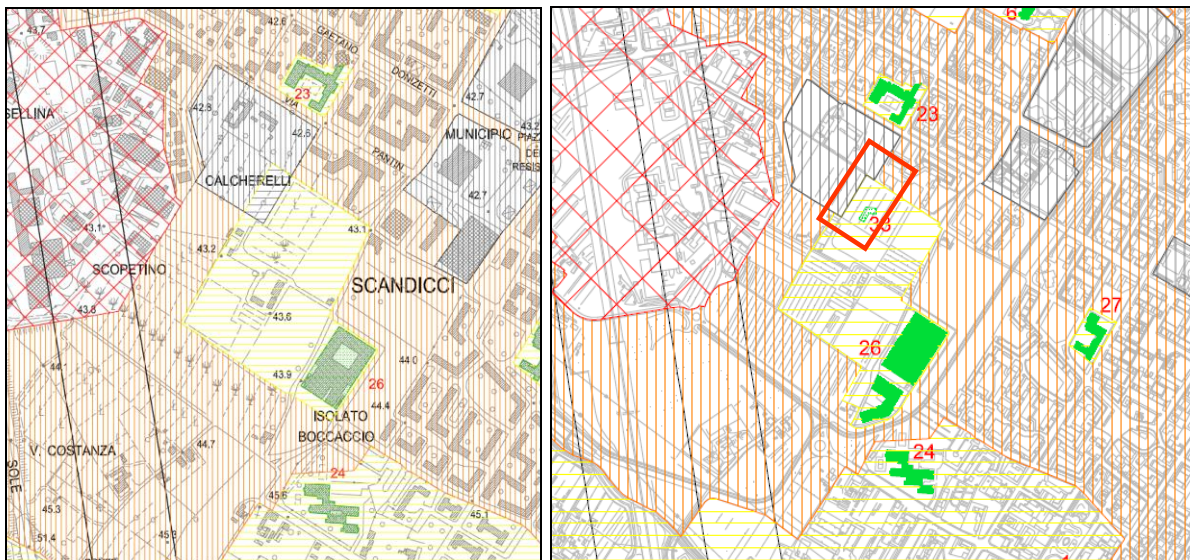 43.7
42.6
GAETANO
DONIZETTI
23
VIA
42.8
42.6
42.7
43.2
SELLINA
MUNICIPIO
PIAZ
DE
RESIS
PANTIN
CALCHERELLI
42.7
43.1
43.2
43.1
SCOPETINO
SCANDICCI
43.8
43.6
44
43.9
44.0
26
44.4
ISOLATO
BOCCACCIO
44.7
V. COSTANZA
24
SOLE
45.6
45.3
45.1
51.4
45.3
6
23
33
27
26
24